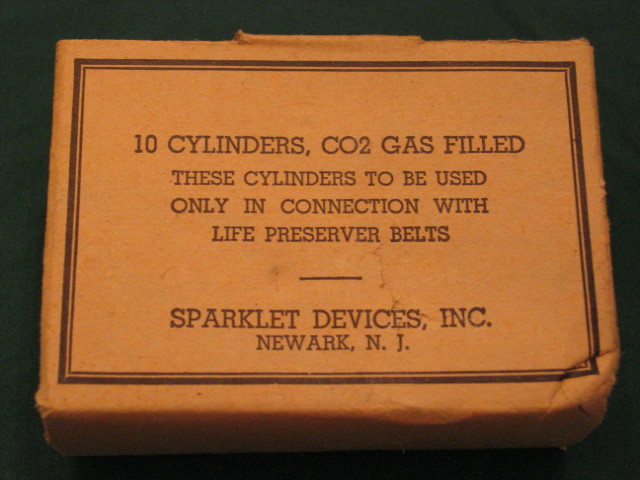 10 CYLINDERS, CO2 GAS FILLED
THESE CYLINDERS TO BE USED
ONLY IN CONNECTION WITH
LIFE PRESERVER BELTS
SPARKLET DEVICES, INC.
NEWARK, N. J.